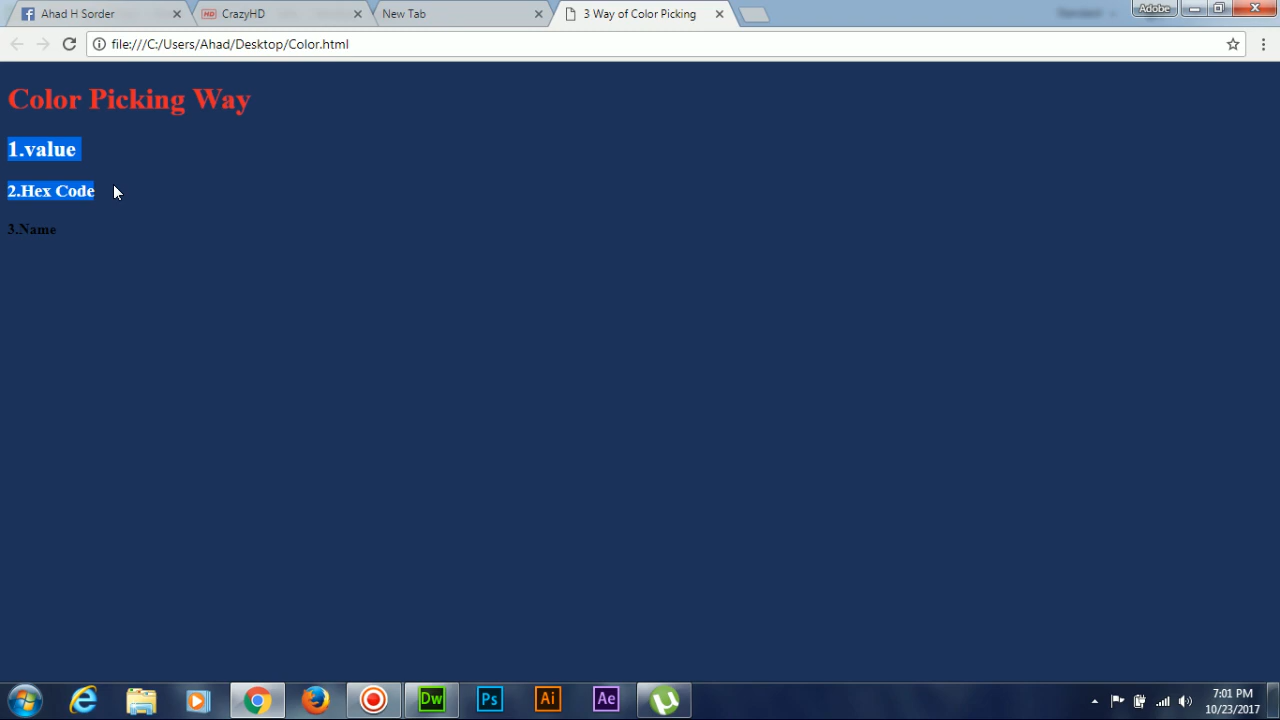 Ahad H Sorder
HD CrazyHD
New Tab
3 Way of Color Picking
Adobe
file:///C:/Users/Ahad/Desktop/Color.html
Color Picking Way
1.value
2.Hex Code
3.Name
Dw
Ps
Ai
Ae
7:01 PM
10/23/2017